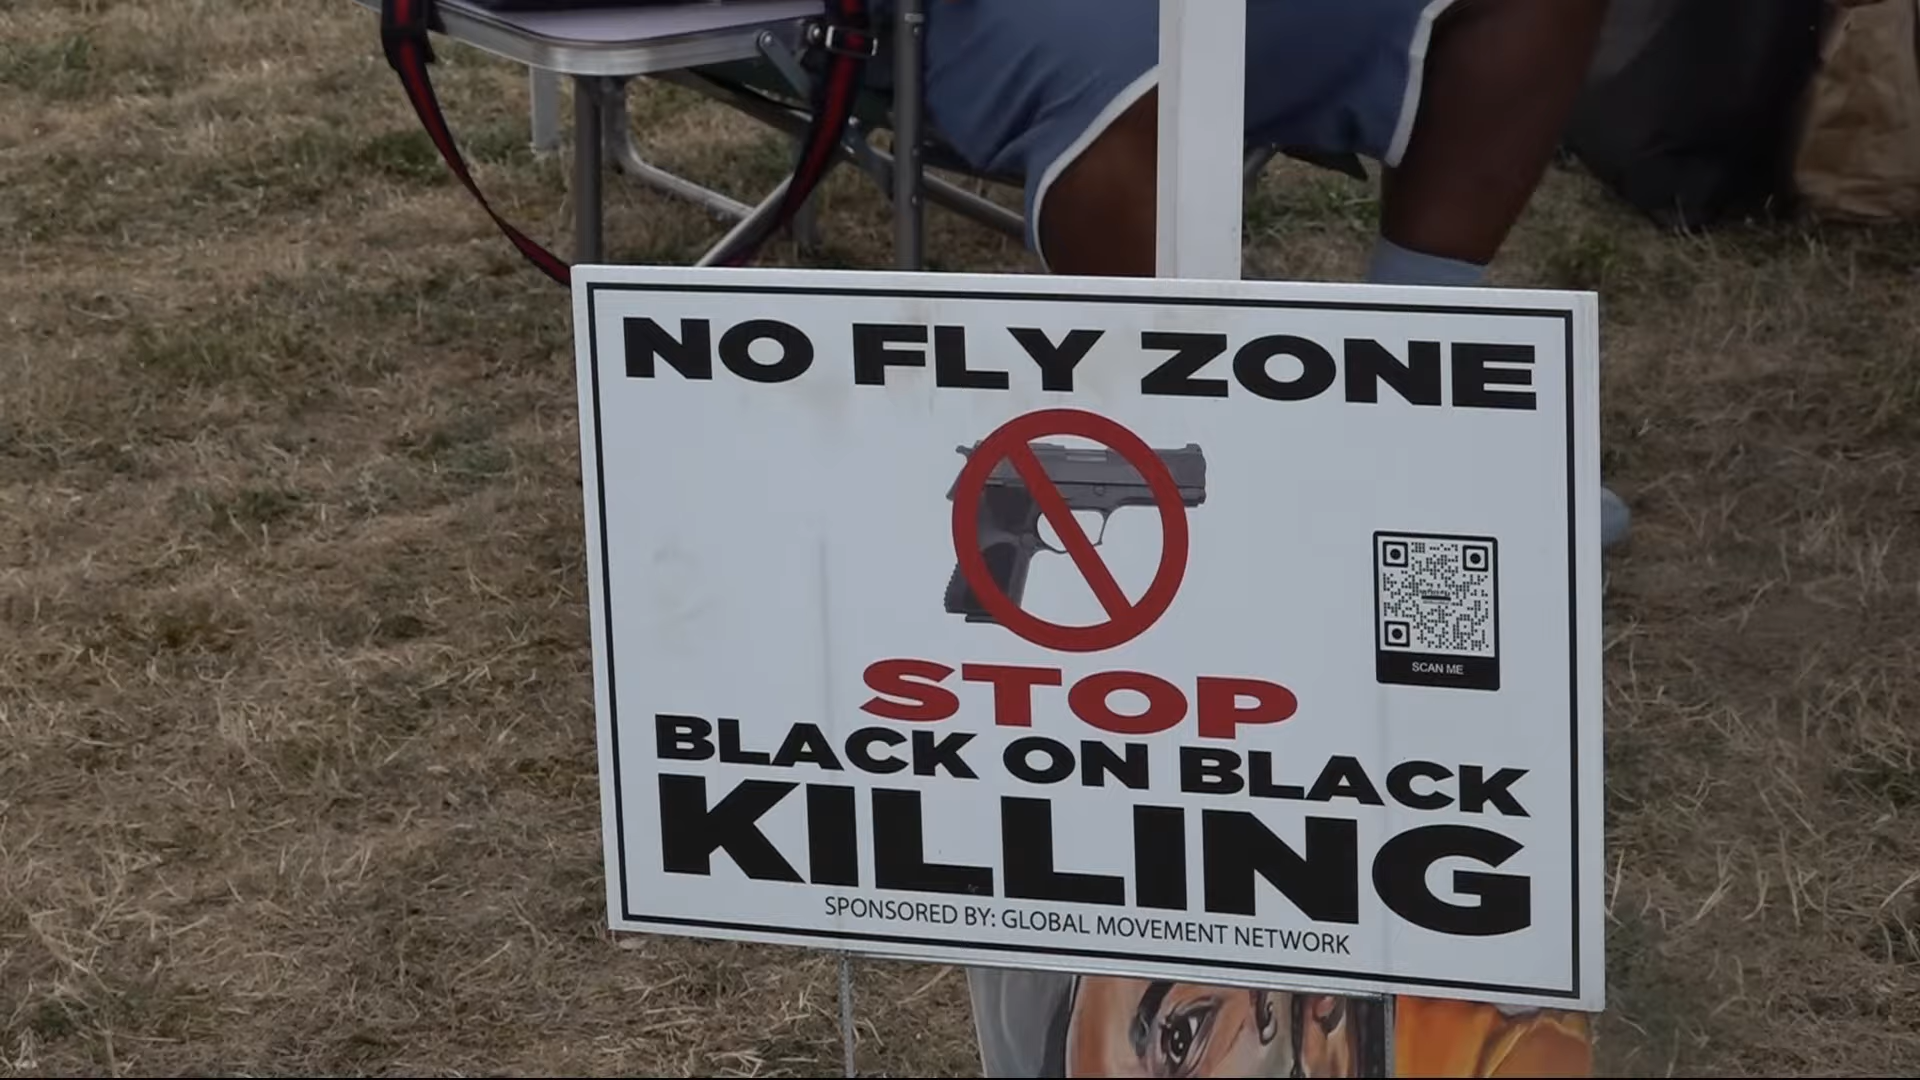 NO FLY ZONE
STOP
BLACK ON BLACK
KILLING
SPONSORED BY: GLOBAL MOVEMENT NETWORK
SCAN ME